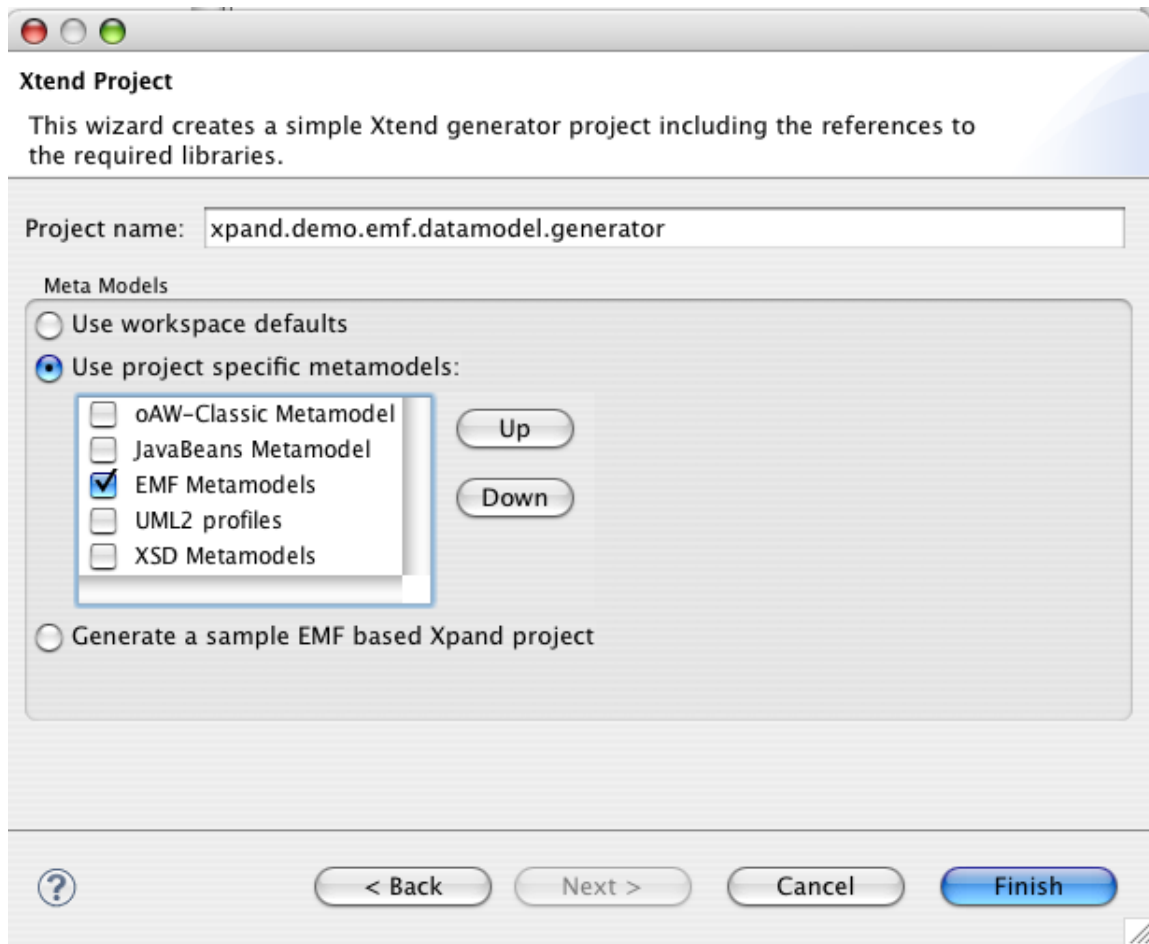 Xtend Project
This wizard creates a simple Xtend generator project including the references to
the required libraries.
Project name: xpand.demo.emf.datamodel.generator
Meta Models
Use workspace defaults
Use project specific metamodels:
oAW-Classic Metamodel
JavaBeans Metamodel
EMF Metamodels
UML2 profiles
XSD Metamodels
Up
Down
Generate a sample EMF based Xpand project
?
< Back
Next >
Cancel
Finish